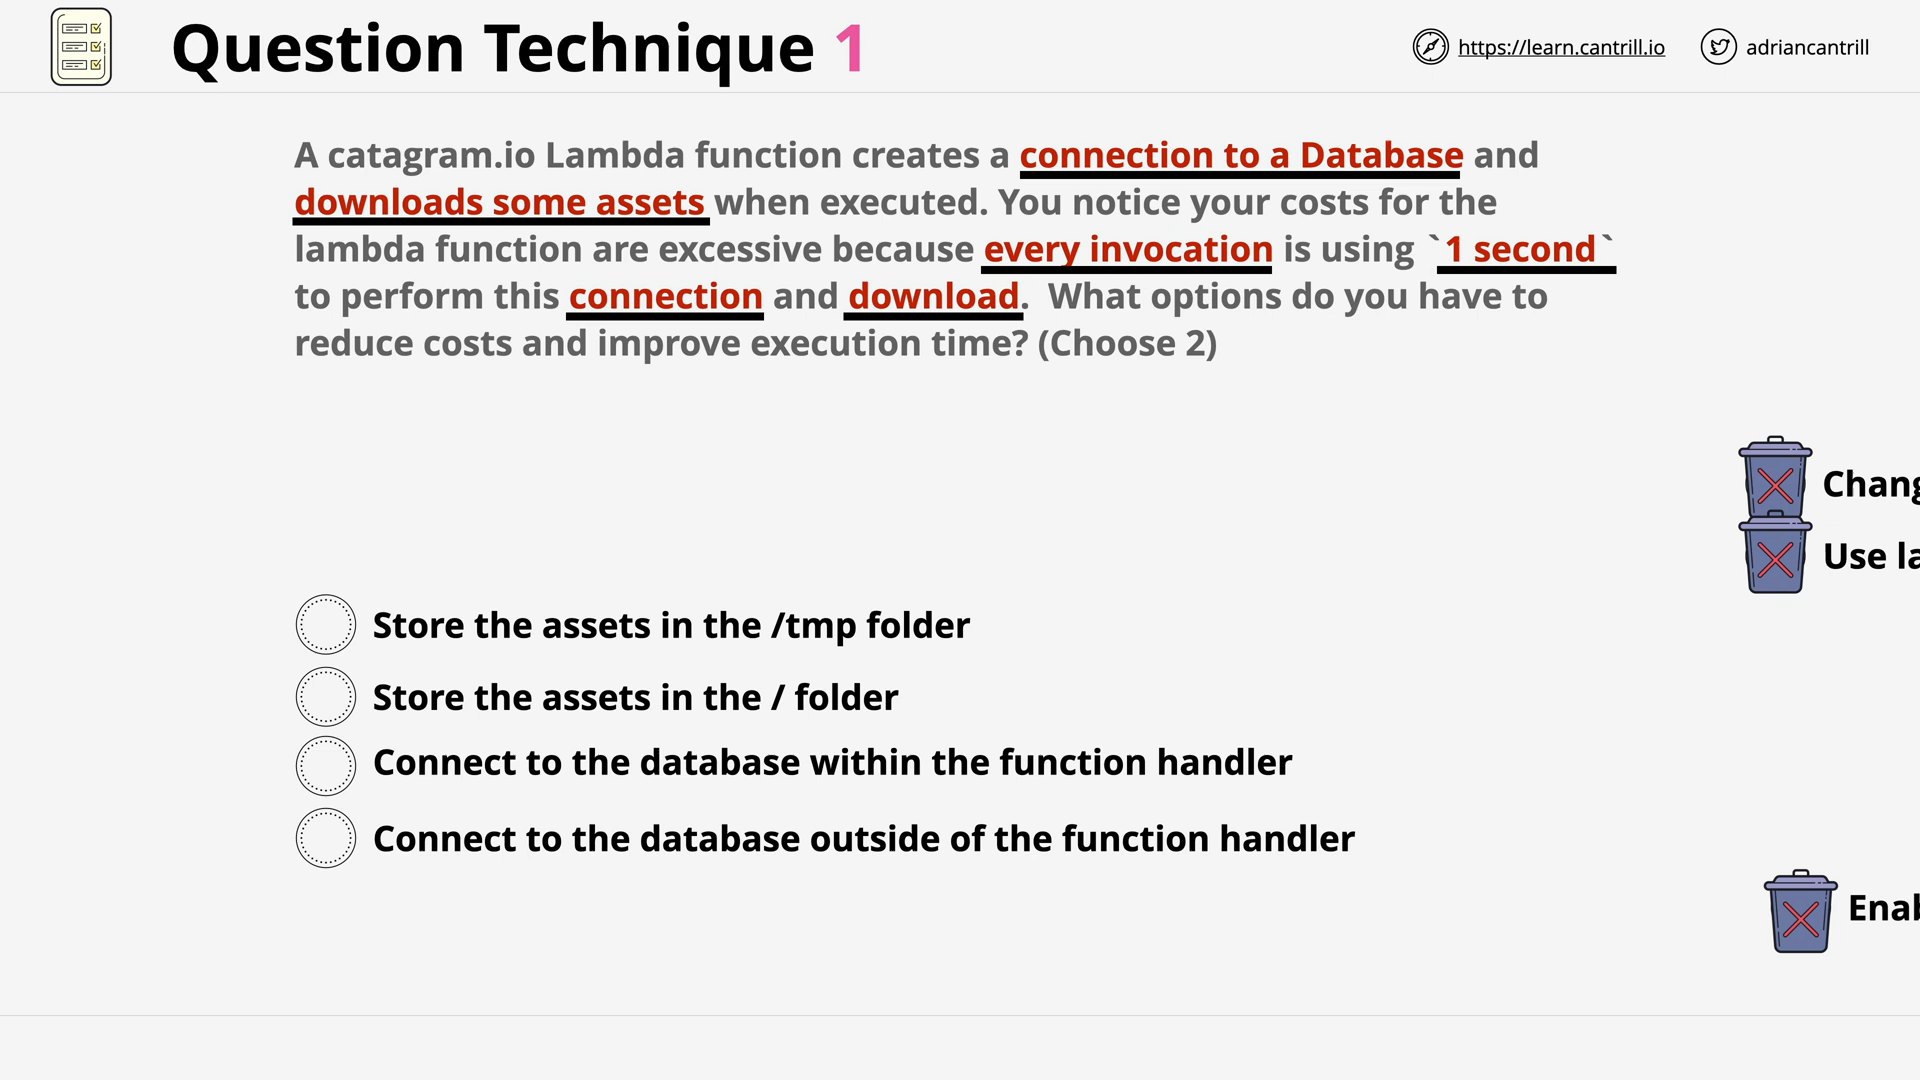 Question Technique 1
https://learn.cantrill.io
adriancantrill
A catagram.io Lambda function creates a connection to a Database and
downloads some assets when executed. You notice your costs for the
lambda function are excessive because every invocation is using `1 second`
to perform this connection and download. What options do you have to
reduce costs and improve execution time? (Choose 2)
Chang
Use la
Store the assets in the /tmp folder
Store the assets in the / folder
Connect to the database within the function handler
Connect to the database outside of the function handler
Enab